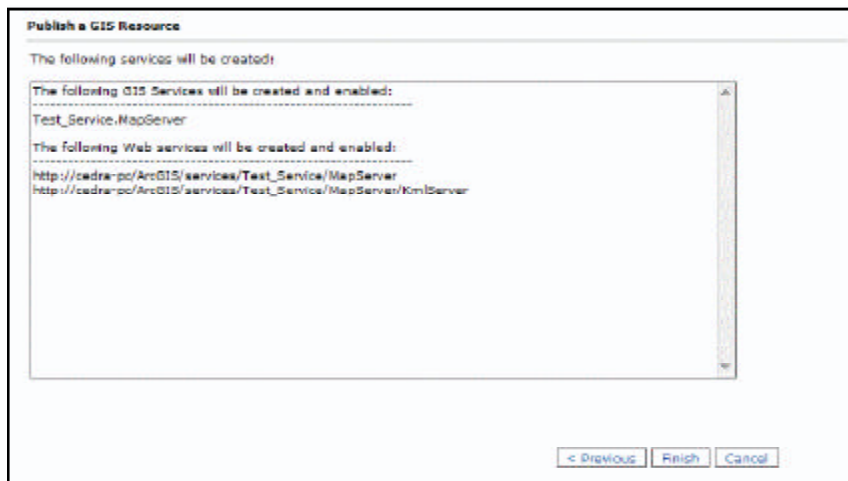 Publish a GIS Resource
The following services will be created:
The following GIS Services will be created and enabled:
------------------------------------------------------------
Test_Service.MapServer
The following Web services will be created and enabled:
------------------------------------------------------------
http://cedra-pc/ArcGIS/services/Test_Service/MapServer
http://cedra-pc/ArcGIS/services/Test_Service/MapServer/KmlServer
< Previous Finish Cancel